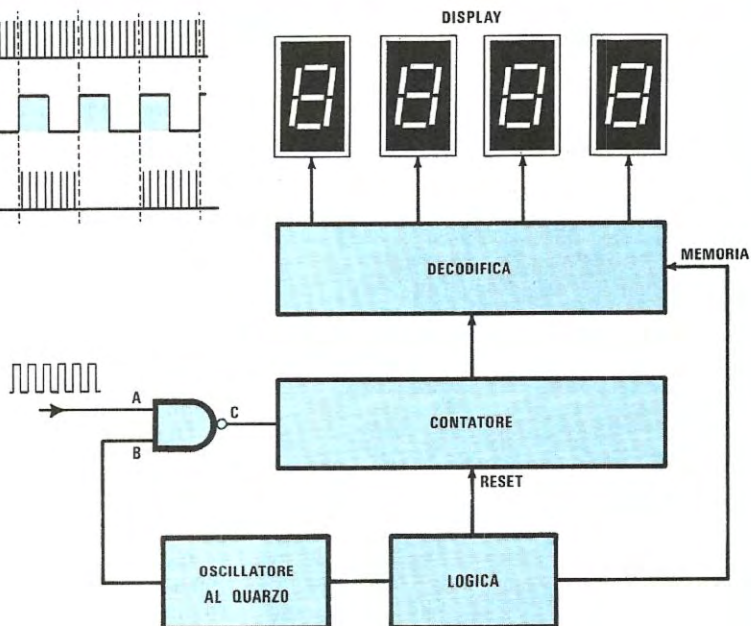 DISPLAY
DECODIFICA
MEMORIA
A
C
B
CONTATORE
RESET
OSCILLATORE
AL QUARZO
LOGICA